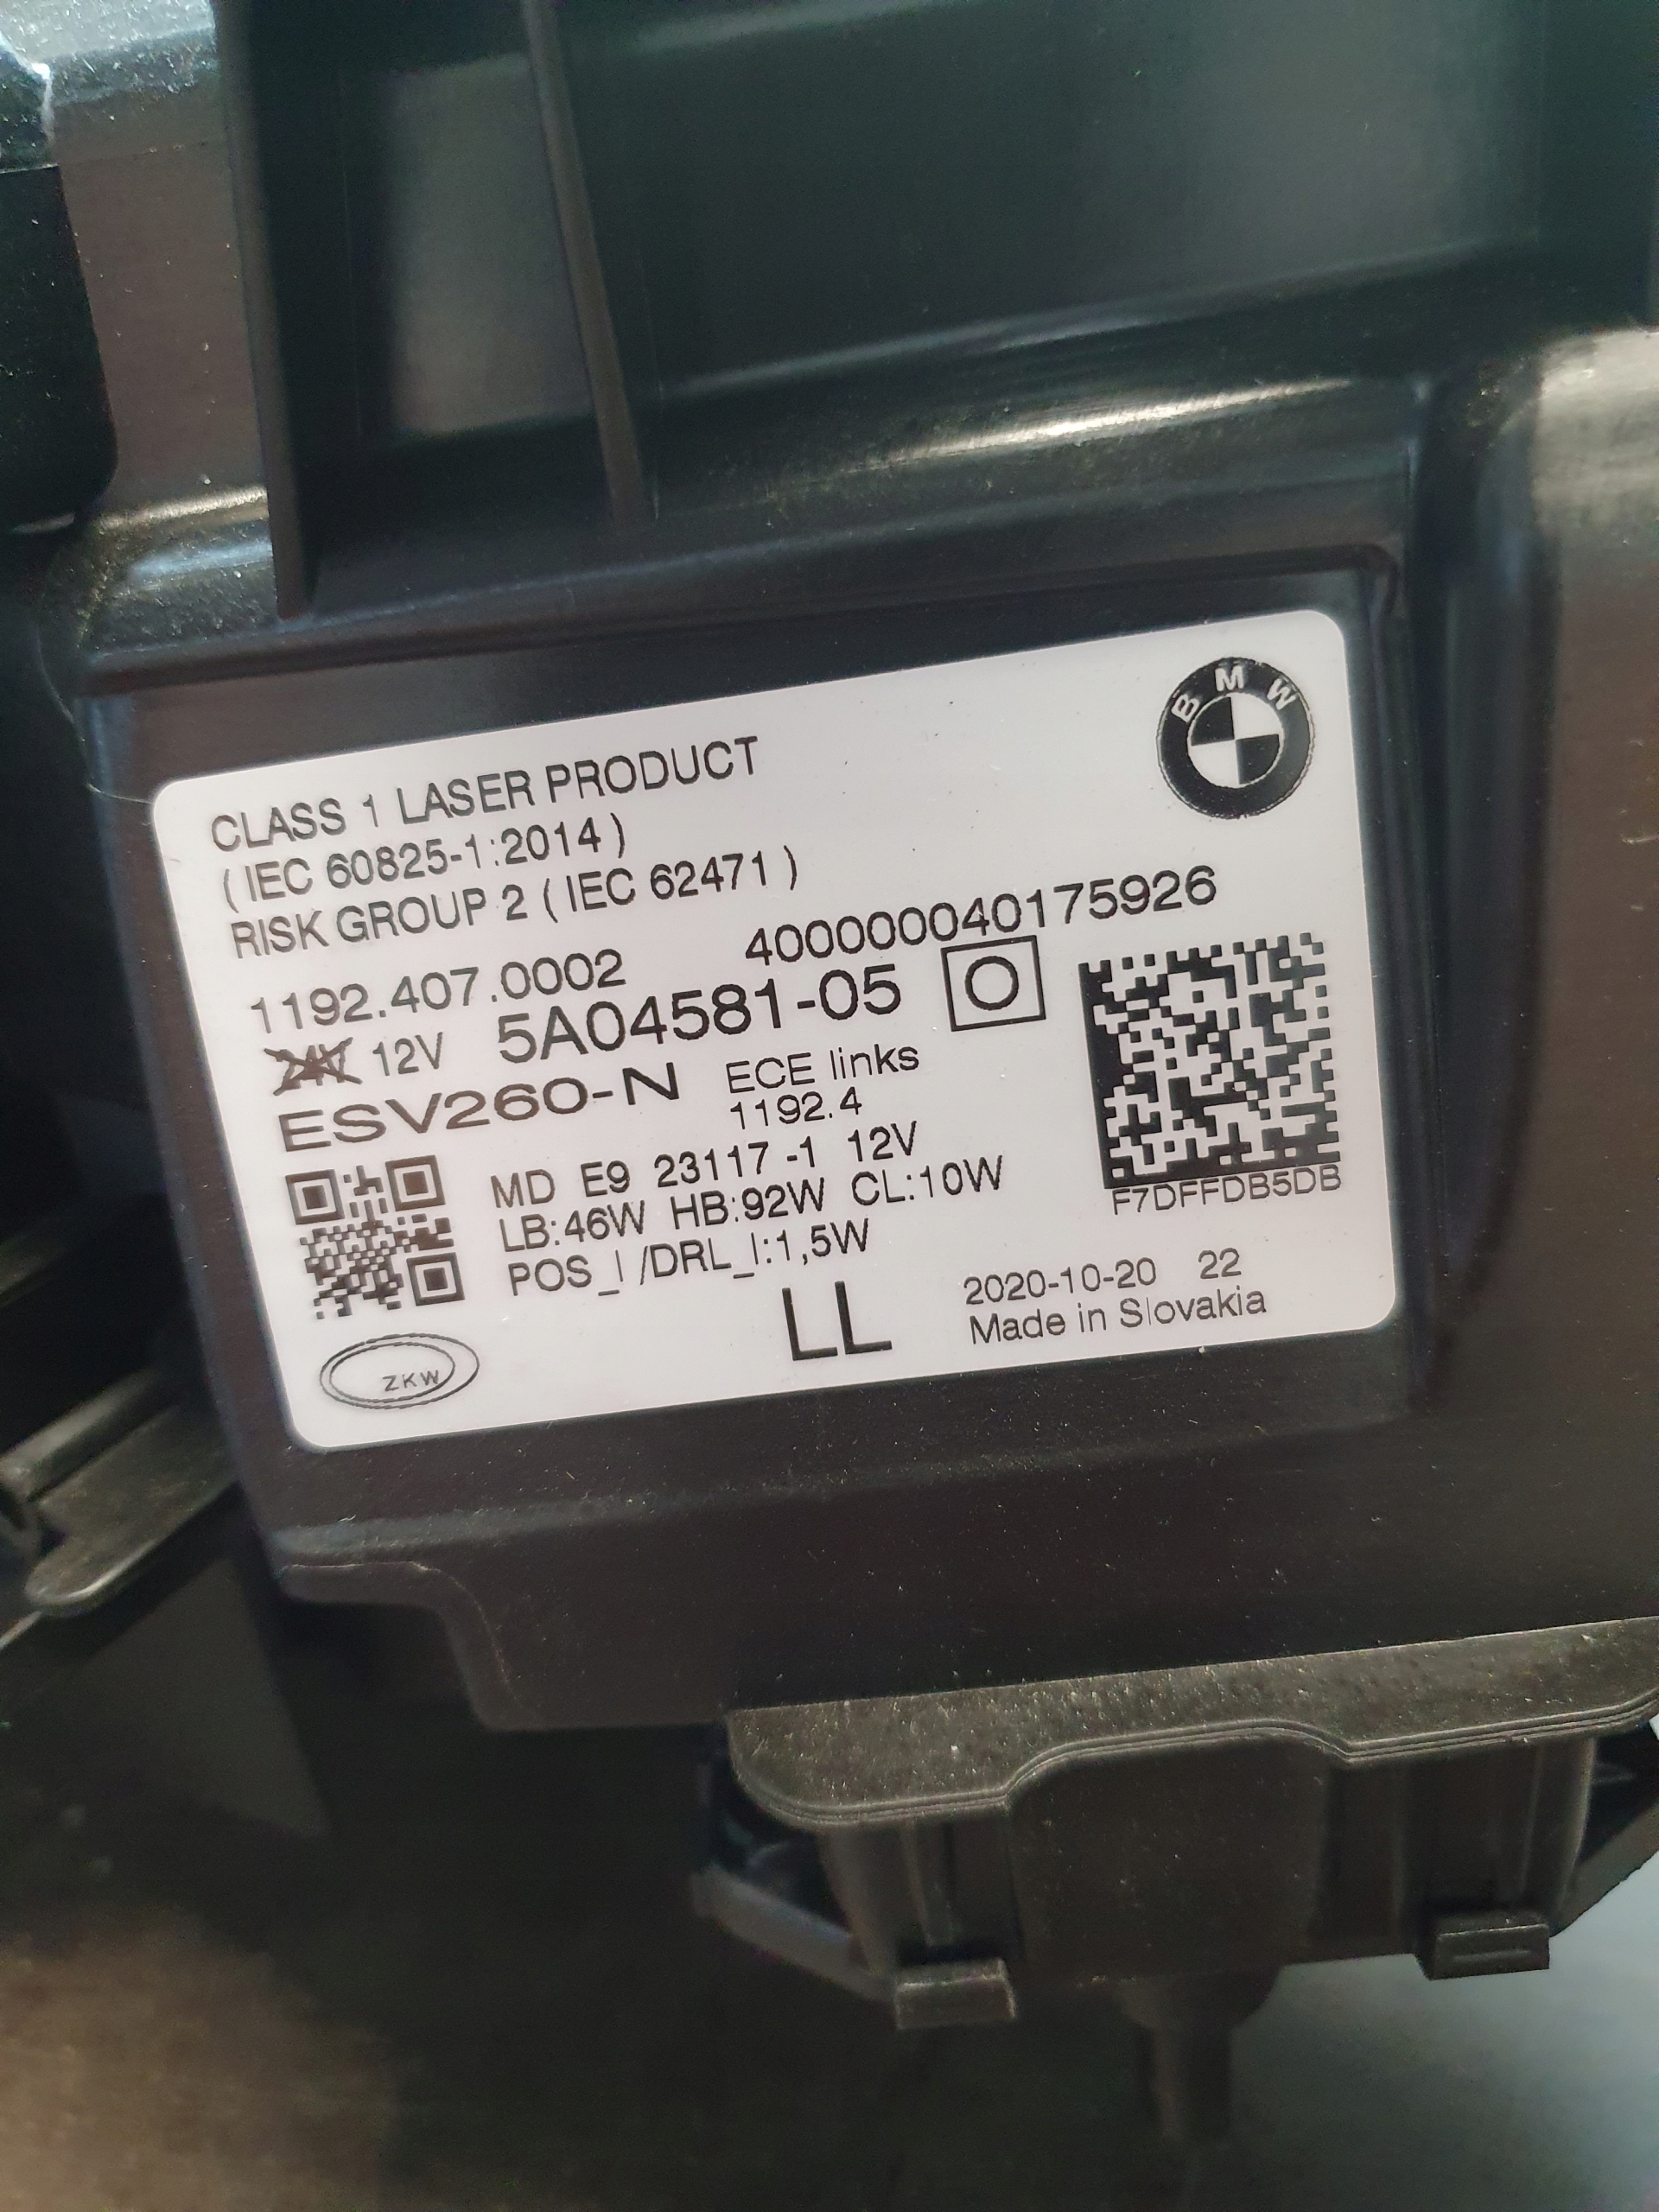 BMW
CLASS 1 LASER PRODUCT
( IEC 60825-1:2014 )
RISK GROUP 2 ( IEC 62471 )
1192.407.0002 400000040175926
24V 12V 5A04581-05
ESV260-N ECE links
1192.4
MD E9 23117 -1 12V
LB:46W HB:92W CL:10W
POS_l /DRL_l:1,5W
F7DFFDB5DB
LL
2020-10-20 22
Made in Slovakia
ZKW